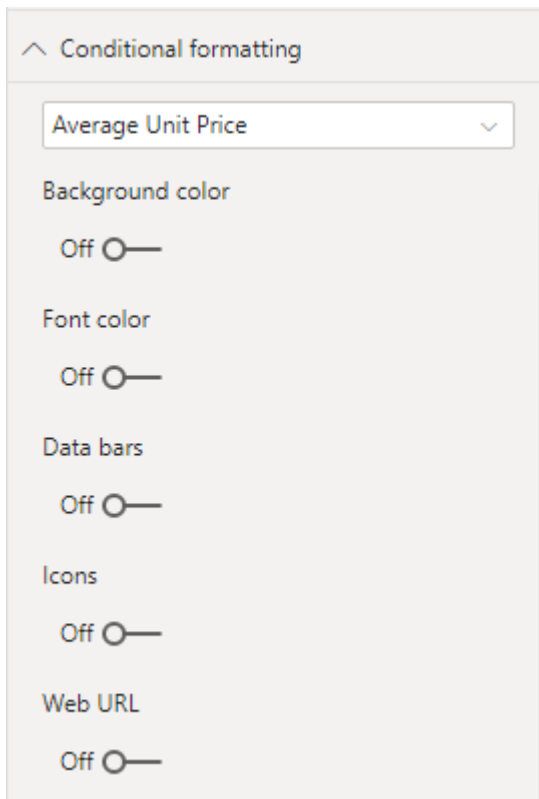 Conditional formatting
Average Unit Price
Background color
Off
Font color
Off
Data bars
Off
Icons
Off
Web URL
Off